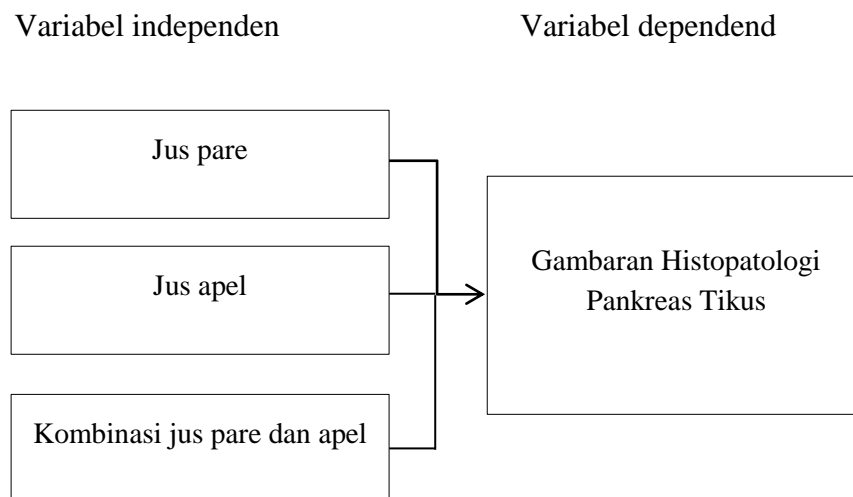 Variabel independen
Variabel dependend
Jus pare
Jus apel
Kombinasi jus pare dan apel
Gambaran Histopatologi
Pankreas Tikus